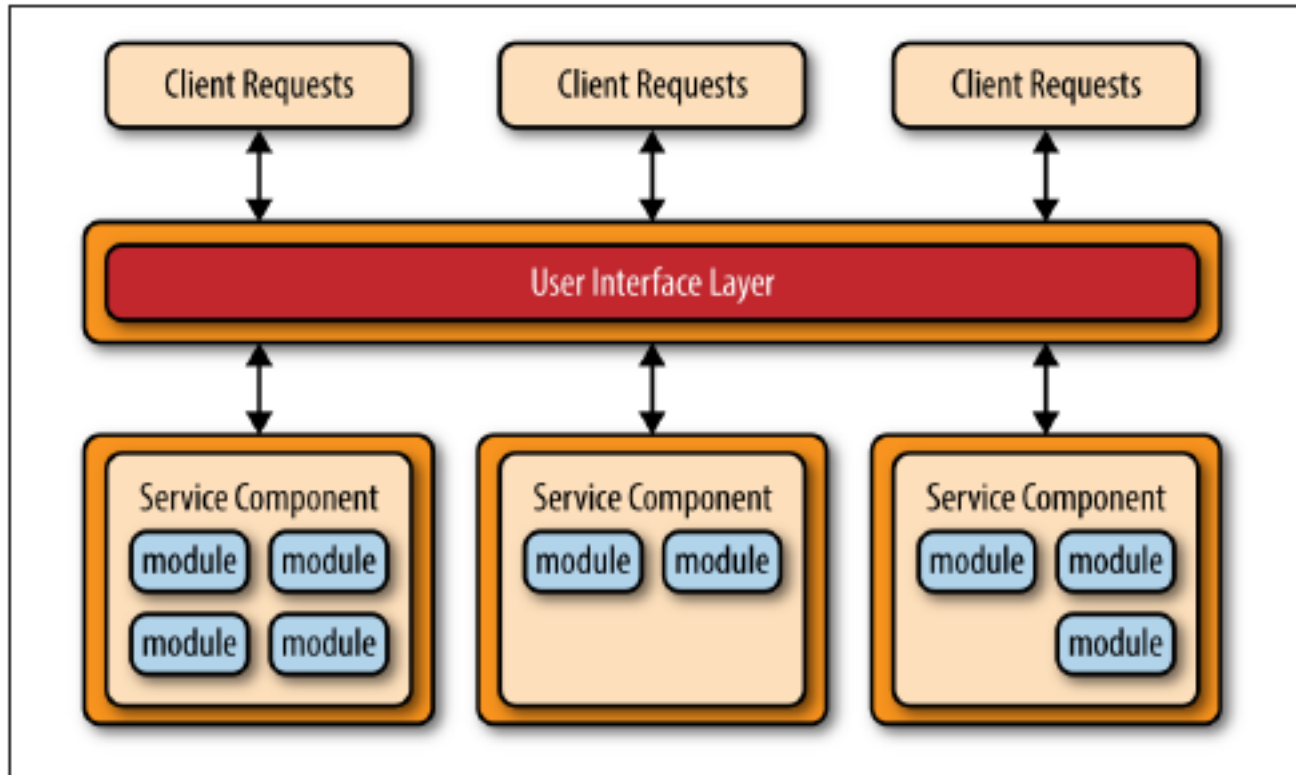 Client Requests Client Requests Client Requests
User Interface Layer
Service Component Service Component Service Component
module module module module module module
module module module